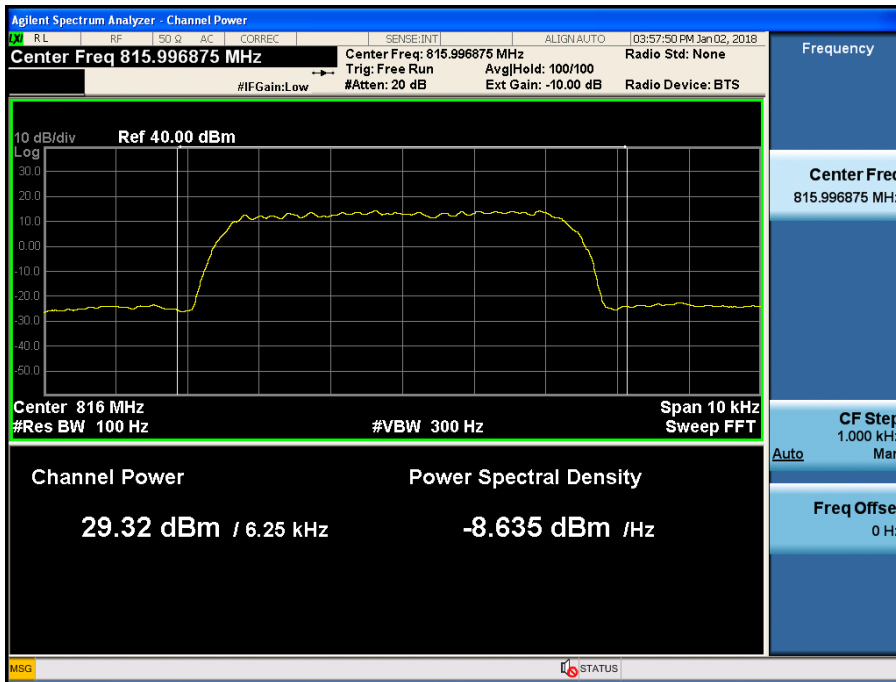 Agilent Spectrum Analyzer - Channel Power
LXI RL RF 50 Ω AC CORREC SENSE:INT ALIGN AUTO 03:57:50 PM Jan 02, 2018
Center Freq 815.996875 MHz
Center Freq: 815.996875 MHz Radio Std: None
Trig: Free Run Avg|Hold: 100/100
#IFGain:Low #Atten: 20 dB Ext Gain: -10.00 dB Radio Device: BTS
10 dB/div Ref 40.00 dBm
Log
30.0
20.0
10.0
0.00
-10.0
-20.0
-30.0
-40.0
-50.0
Center 816 MHz Span 10 kHz
#Res BW 100 Hz #VBW 300 Hz Sweep FFT
Channel Power Power Spectral Density
29.32 dBm / 6.25 kHz -8.635 dBm /Hz
Frequency
Center Freq
815.996875 MHz
CF Step
1.000 kHz
Auto Man
Freq Offse
0 Hz
MSG STATUS